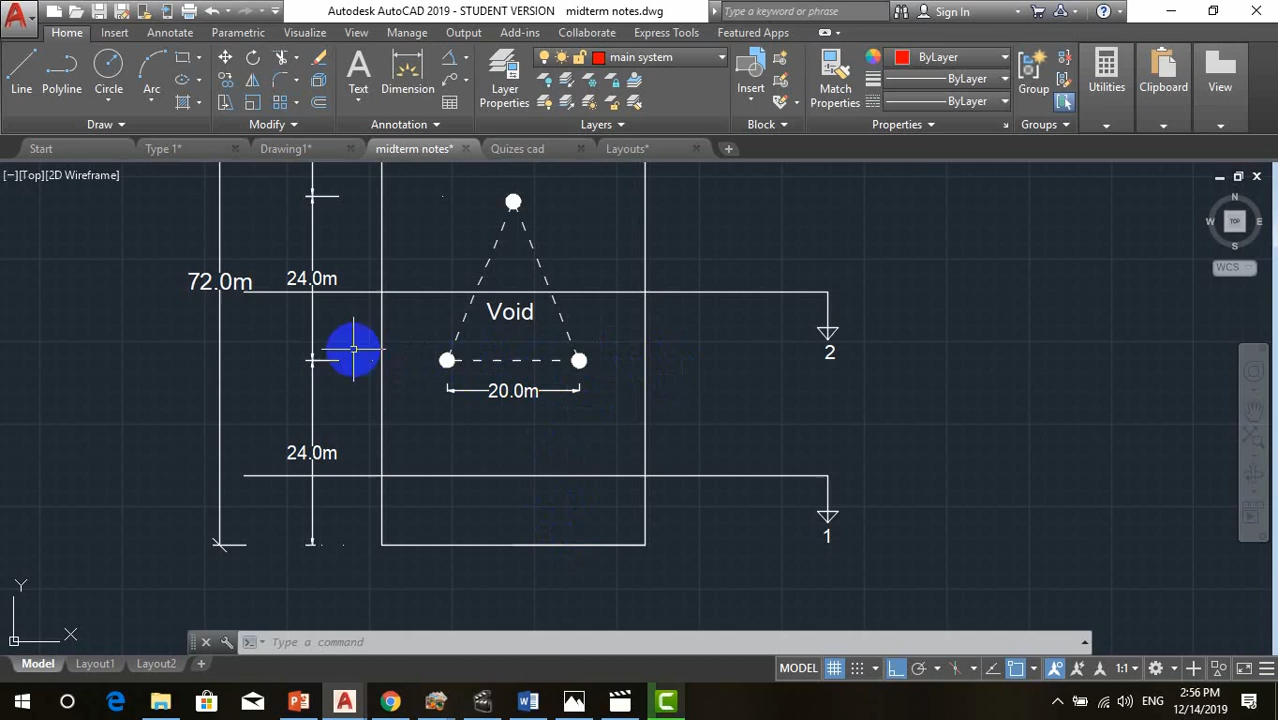 Autodesk AutoCAD 2019 - STUDENT VERSION midterm notes.dwg
Type a keyword or phrase
Sign In
Home Insert Annotate Parametric Visualize View Manage Output Add-ins Collaborate Express Tools Featured Apps
main system
ByLayer
ByLayer
ByLayer
Line Polyline Circle Arc Text Dimension Layer Properties Insert Match Properties Group Utilities Clipboard View
Draw Modify Annotation Layers Block Properties Groups
Start Type 1* Drawing1* midterm notes* Quizes cad Layouts*
[−][Top][2D Wireframe]
N
W TOP E
S
WCS
72.0m
24.0m
Void
2
20.0m
24.0m
1
Y
X
Type a command
Model Layout1 Layout2
MODEL 1:1
ENG
2:56 PM
12/14/2019